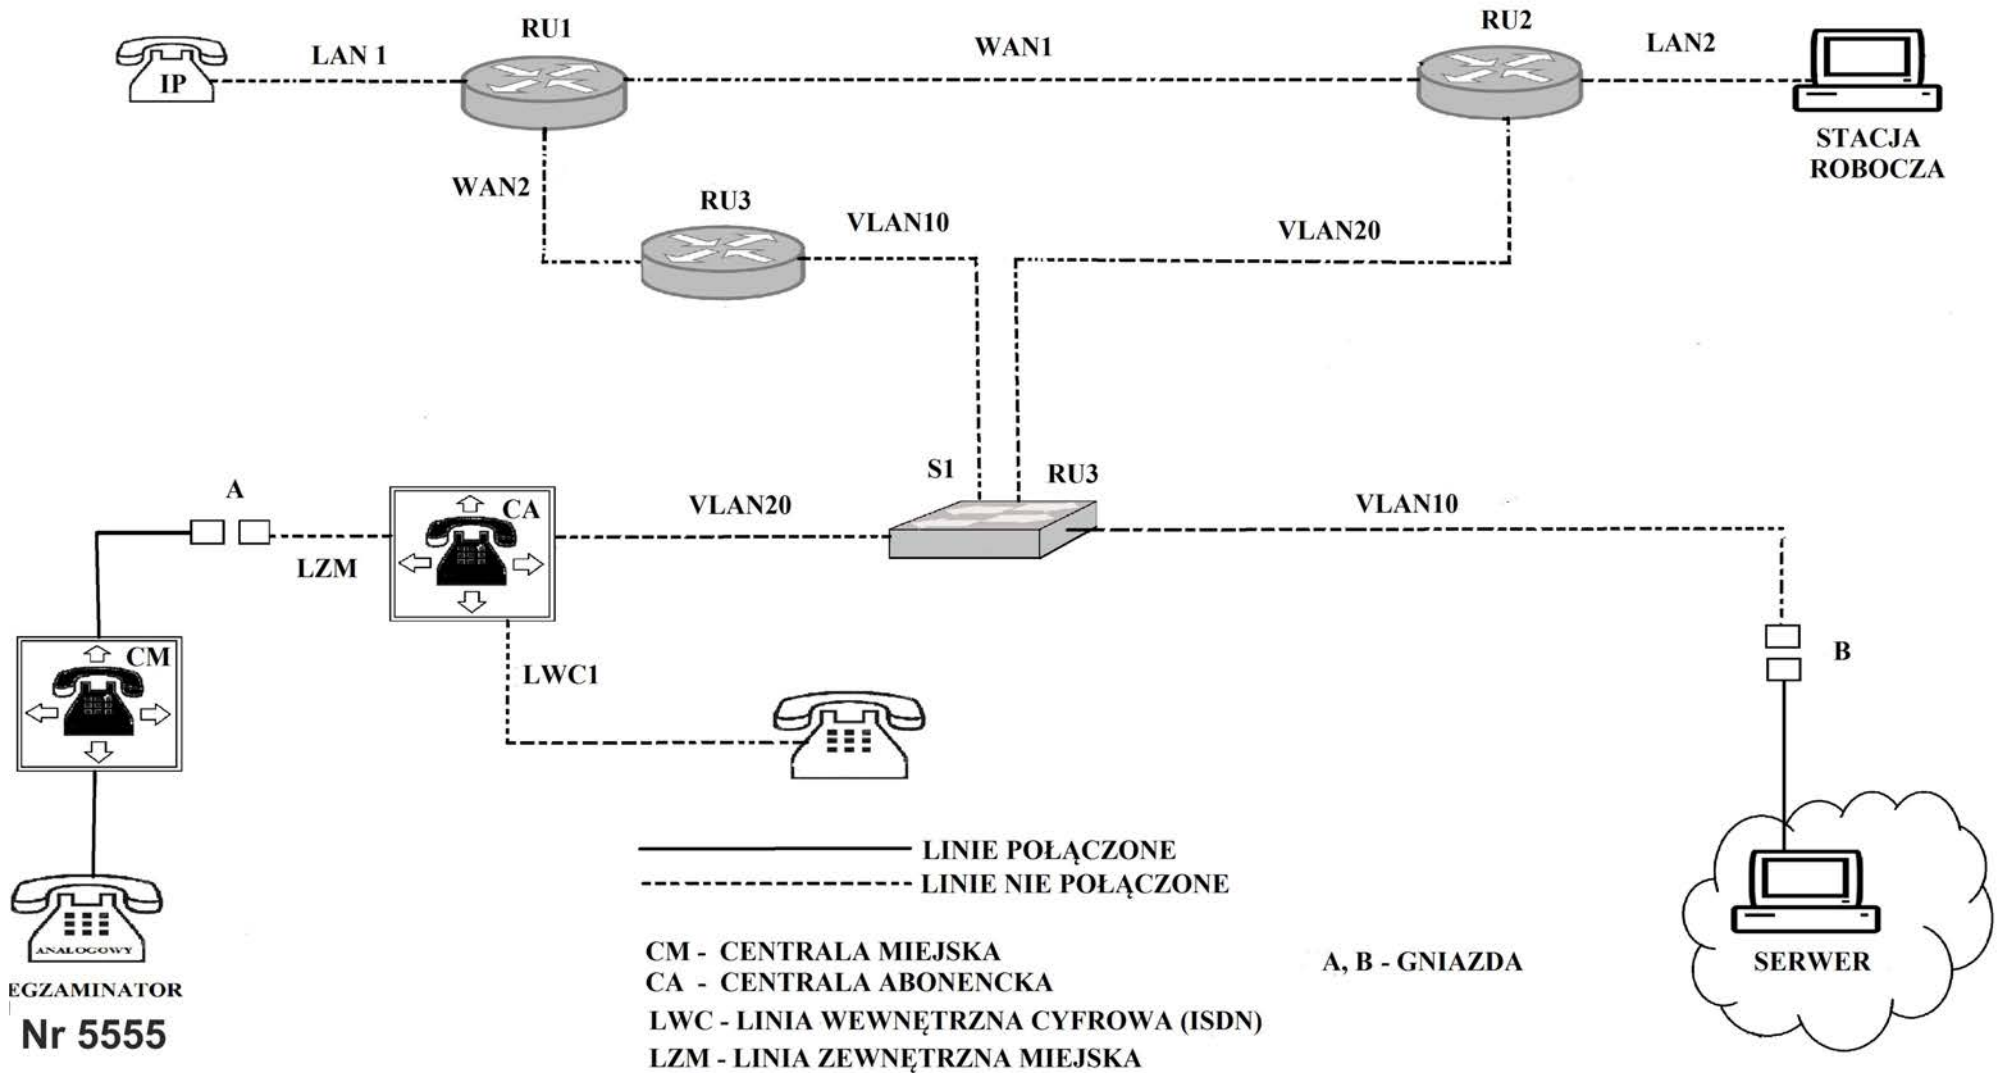 RU1
WAN1
RU2
LAN 1
LAN2
IP
STACJA
ROBOCZA
WAN2
RU3
VLAN10
VLAN20
S1
RU3
A
CA
VLAN20
VLAN10
LZM
CM
LWC1
B
ANALOGOWY
EGZAMINATOR
Nr 5555
LINIE POŁĄCZONE
LINIE NIE POŁĄCZONE
CM - CENTRALA MIEJSKA
CA - CENTRALA ABONENCKA
LWC - LINIA WEWNĘTRZNA CYFROWA (ISDN)
LZM - LINIA ZEWNĘTRZNA MIEJSKA
A, B - GNIAZDA
SERWER